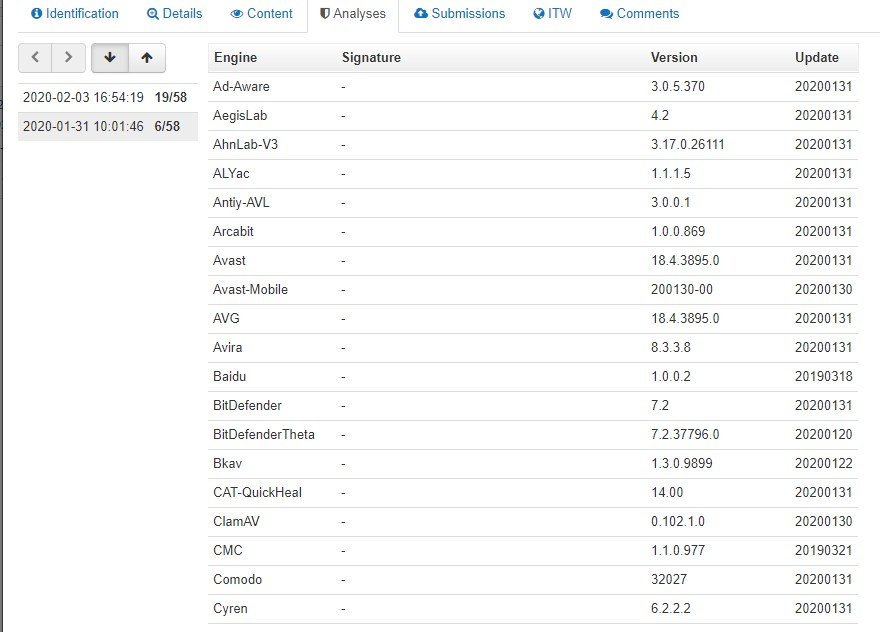 Identification Details Content Analyses Submissions ITW Comments
2020-02-03 16:54:19 19/58
2020-01-31 10:01:46 6/58
Engine Signature Version Update
Ad-Aware - 3.0.5.370 20200131
AegisLab - 4.2 20200131
AhnLab-V3 - 3.17.0.26111 20200131
ALYac - 1.1.1.5 20200131
Antiy-AVL - 3.0.0.1 20200131
Arcabit - 1.0.0.869 20200131
Avast - 18.4.3895.0 20200131
Avast-Mobile - 200130-00 20200130
AVG - 18.4.3895.0 20200131
Avira - 8.3.3.8 20200131
Baidu - 1.0.0.2 20190318
BitDefender - 7.2 20200131
BitDefenderTheta - 7.2.37796.0 20200120
Bkav - 1.3.0.9899 20200122
CAT-QuickHeal - 14.00 20200131
ClamAV - 0.102.1.0 20200130
CMC - 1.1.0.977 20190321
Comodo - 32027 20200131
Cyren - 6.2.2.2 20200131